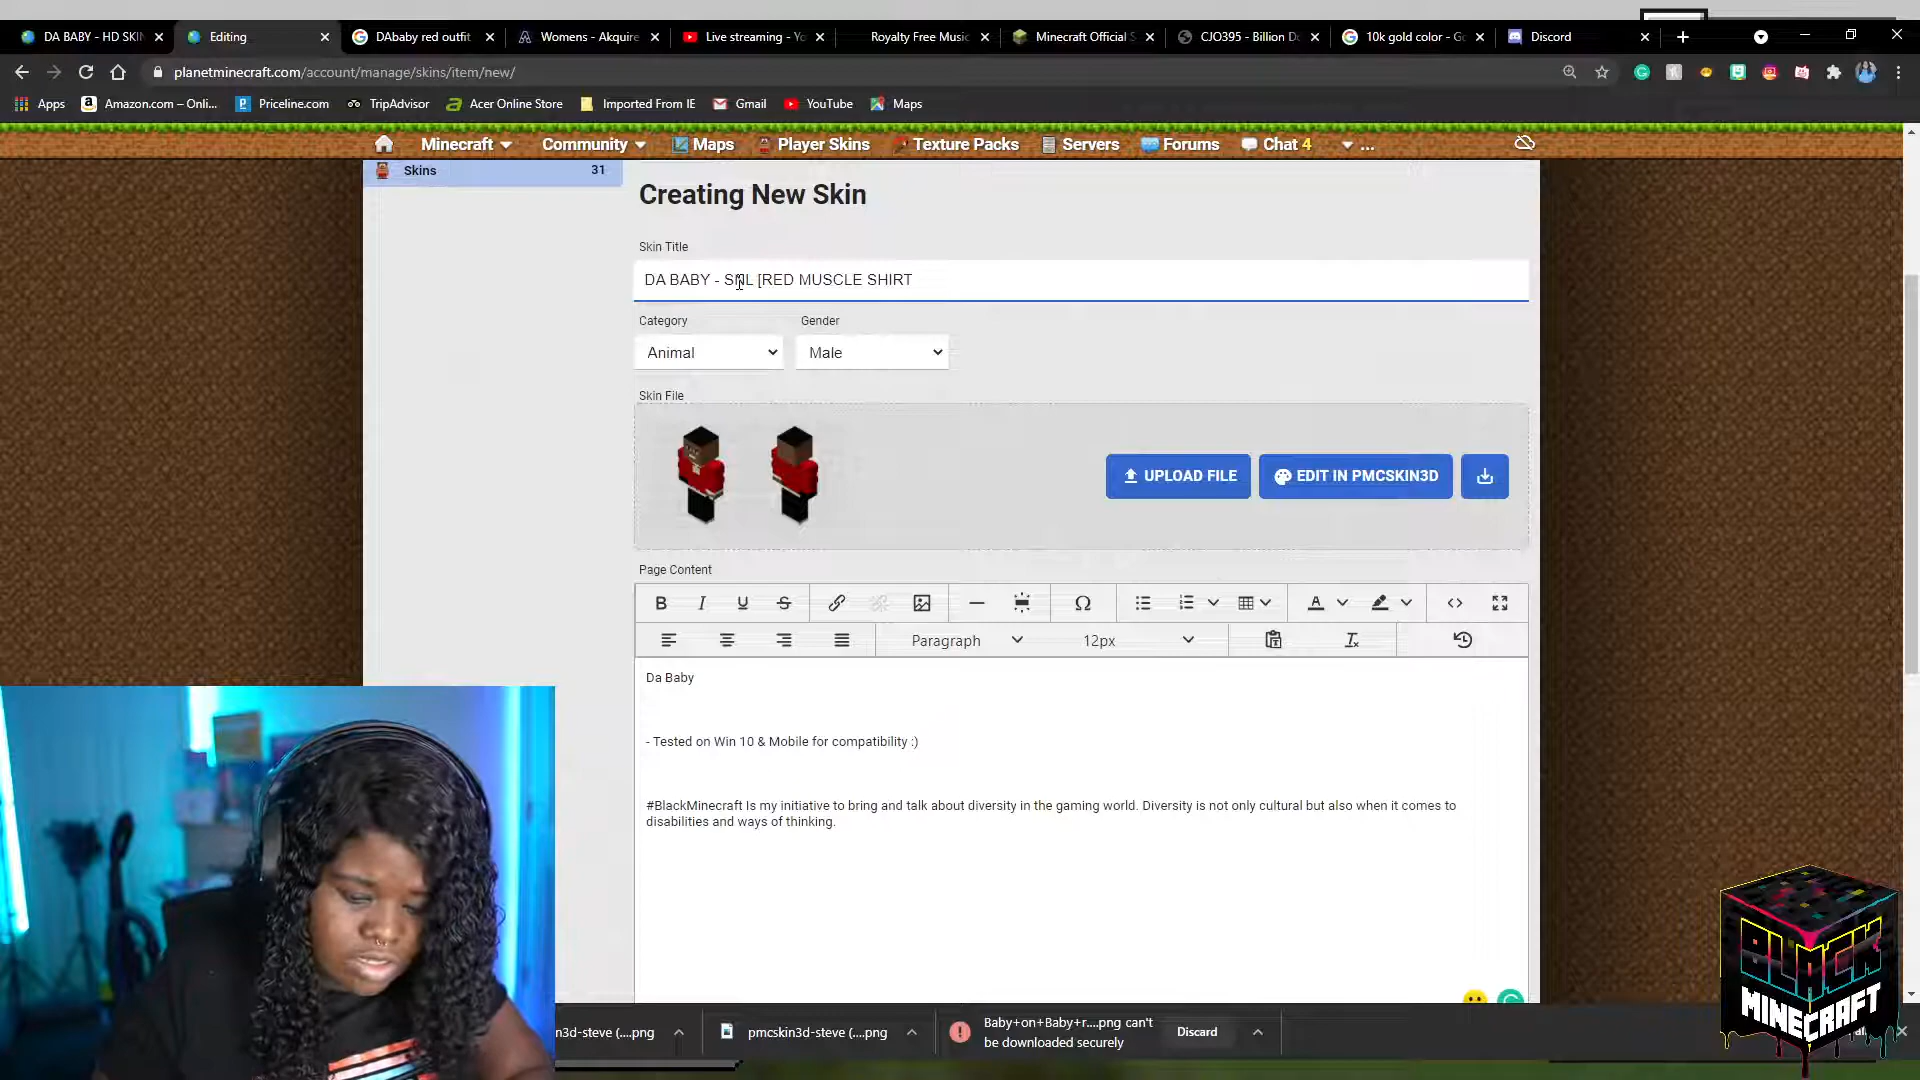 DA BABY - HD SKIN
Editing
DAbaby red outfit
Womens - Akquire
Live streaming - Yo
Royalty Free Music
Minecraft Official S
CJO395 - Billion Du
10k gold color - Go
Discord
planetminecraft.com/account/manage/skins/item/new/
Apps
Amazon.com – Onli...
Priceline.com
TripAdvisor
Acer Online Store
Imported From IE
Gmail
YouTube
Maps
Minecraft
Community
Maps
Player Skins
Texture Packs
Servers
Forums
Chat 4
...
Skins 31
Creating New Skin
Skin Title
DA BABY - SNL [RED MUSCLE SHIRT
Category
Gender
Animal
Male
Skin File
UPLOAD FILE
EDIT IN PMCSKIN3D
Page Content
Paragraph
12px
Da Baby
- Tested on Win 10 & Mobile for compatibility :)
#BlackMinecraft Is my initiative to bring and talk about diversity in the gaming world. Diversity is not only cultural but also when it comes to
disabilities and ways of thinking.
n3d-steve (....png
pmcskin3d-steve (....png
Baby+on+Baby+r....png can't
be downloaded securely
Discard
BLACK
MINECRAFT